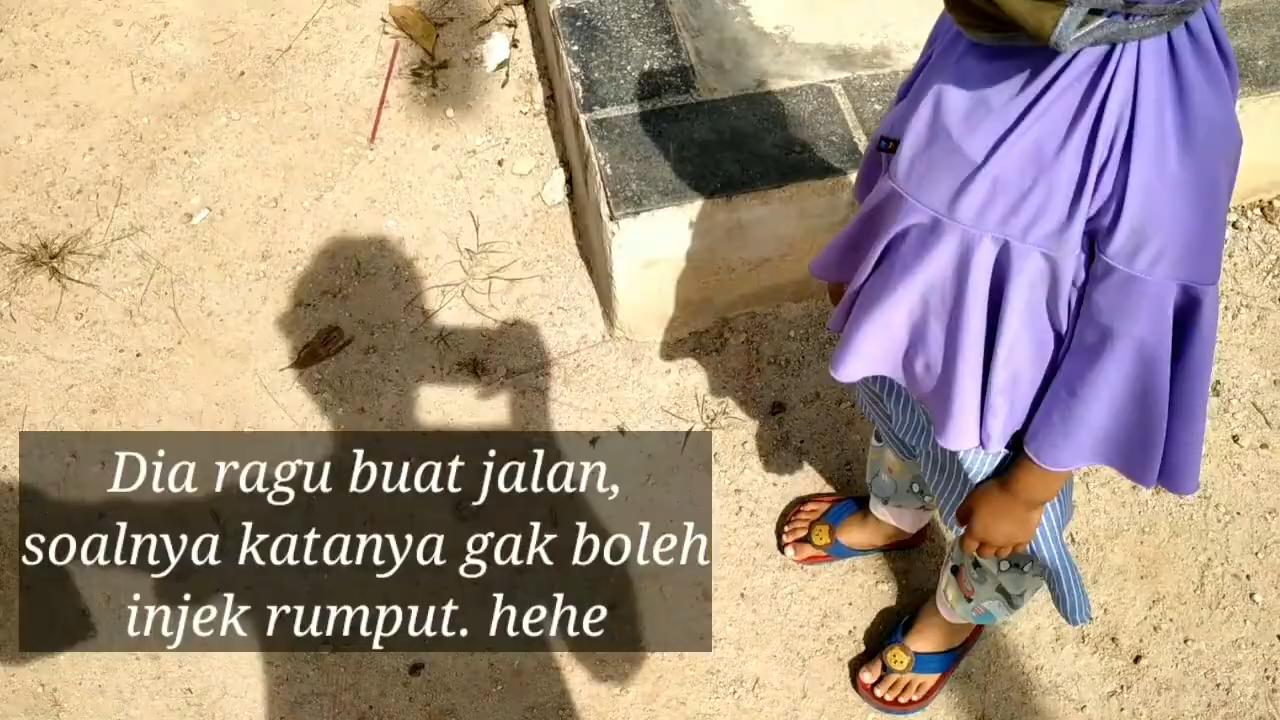 Dia ragu buat jalan,
soalnya katanya gak boleh
injek rumput. hehe